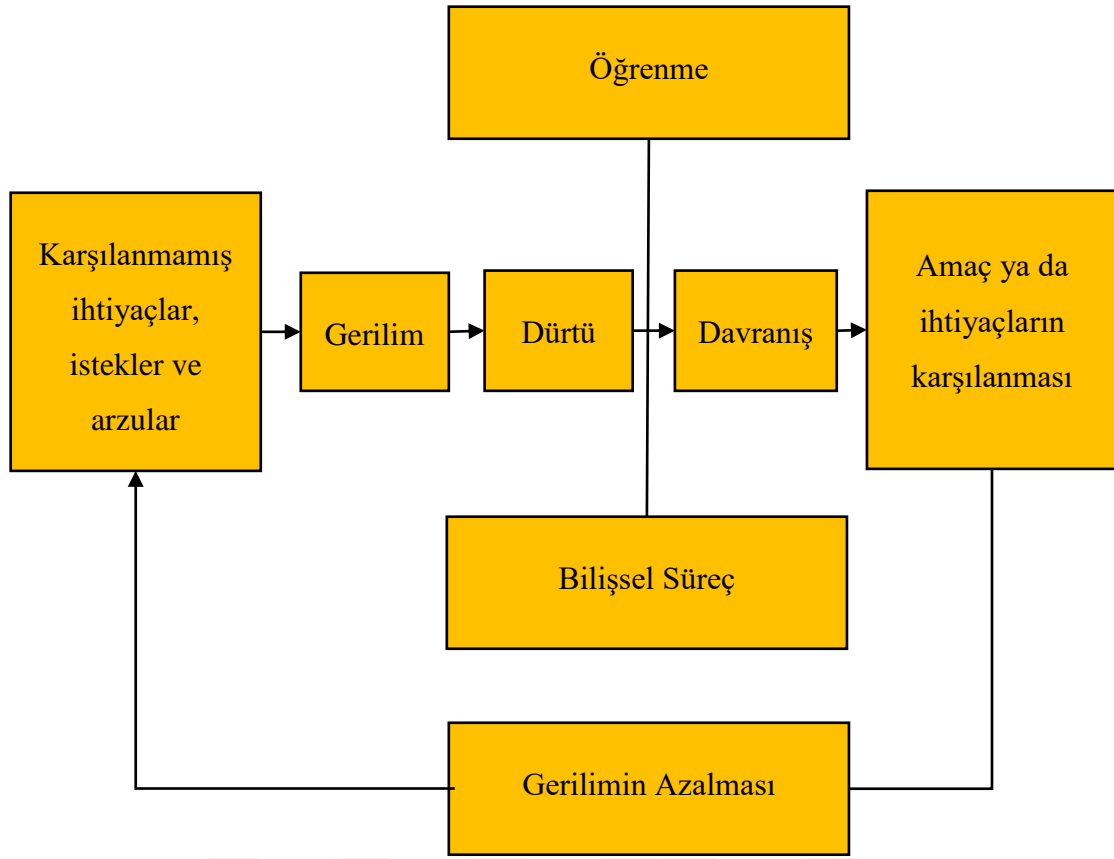 Öğrenme
Karşılanmamış
ihtiyaçlar,
istekler ve
arzular
Gerilim
Dürtü
Davranış
Amaç ya da
ihtiyaçların
karşılanması
Bilişsel Süreç
Gerilimin Azalması